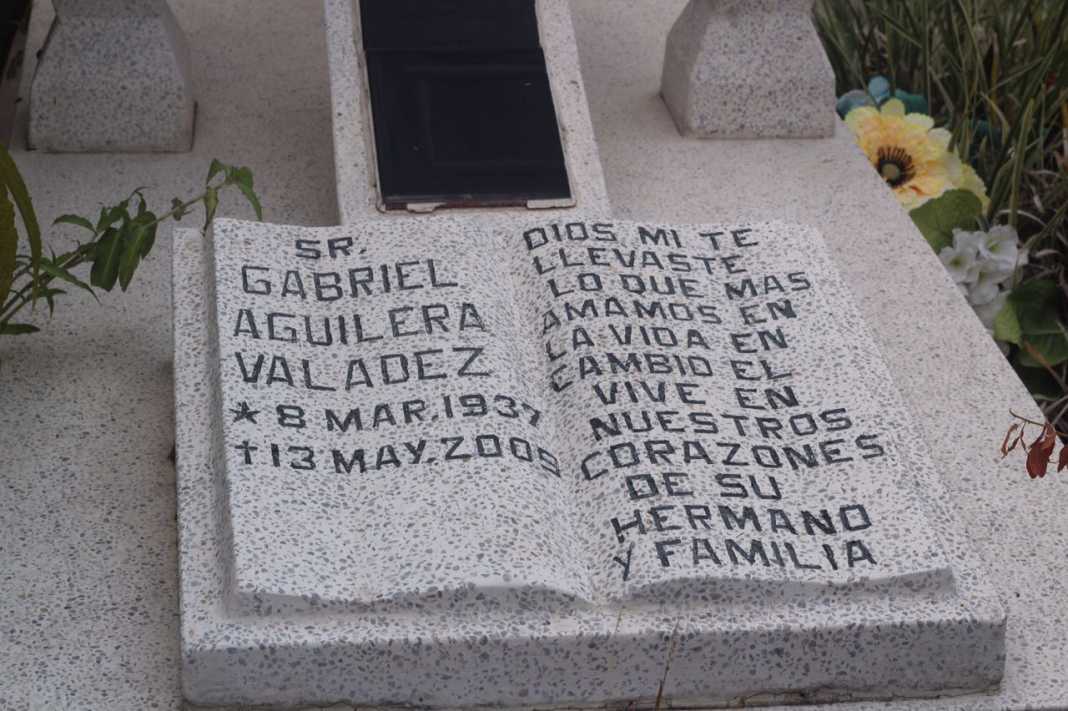 SR.
GABRIEL
AGUILERA
VALADEZ
* 8 MAR. 1937
† 13 MAY. 2005
DIOS MI TE
LLEVASTE
LO QUE MAS
AMAMOS EN
LA VIDA EN
CAMBIO EL
VIVE EN
NUESTROS
CORAZONES
DE SU
HERMANO
Y FAMILIA